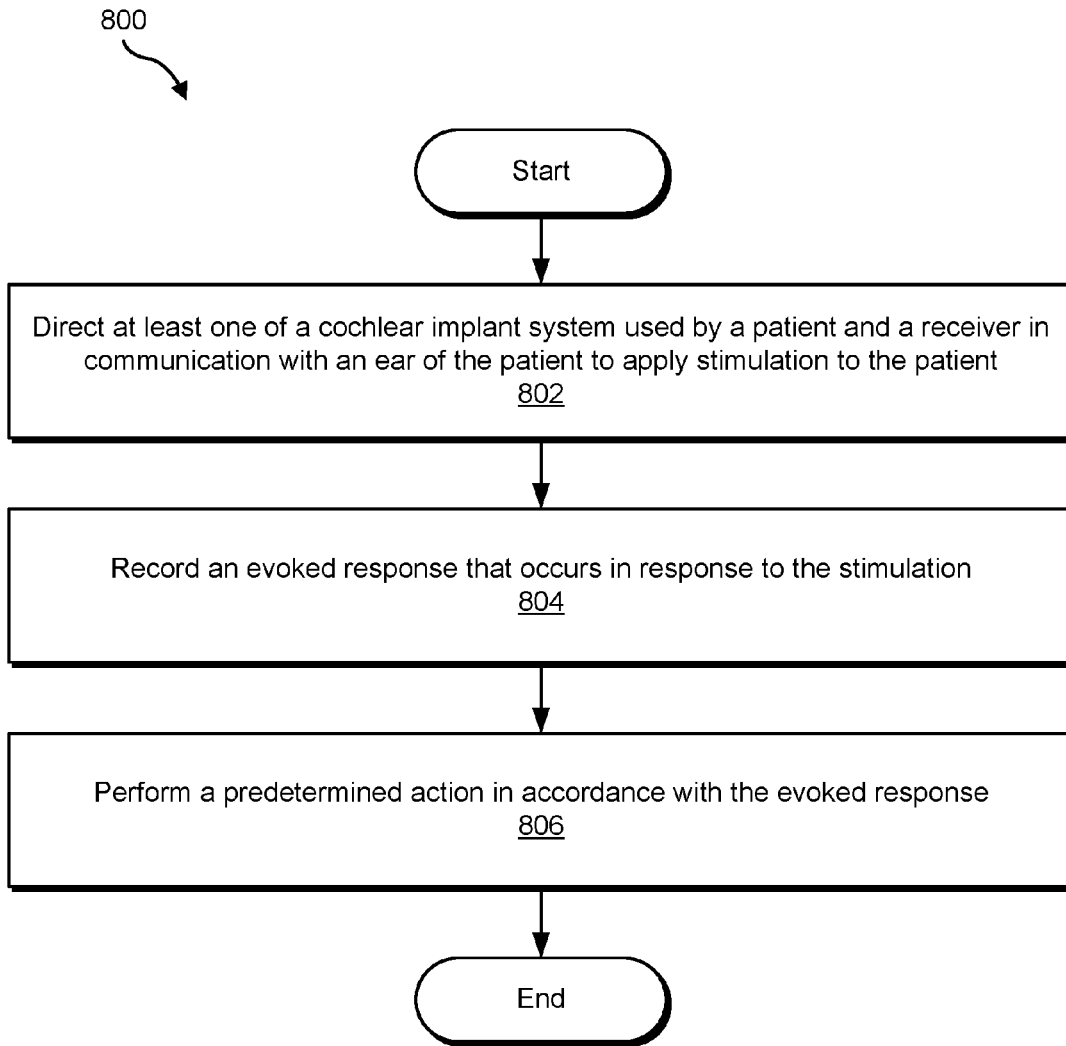 800
Start
Direct at least one of a cochlear implant system used by a patient and a receiver in
communication with an ear of the patient to apply stimulation to the patient
802
Record an evoked response that occurs in response to the stimulation
804
Perform a predetermined action in accordance with the evoked response
806
End